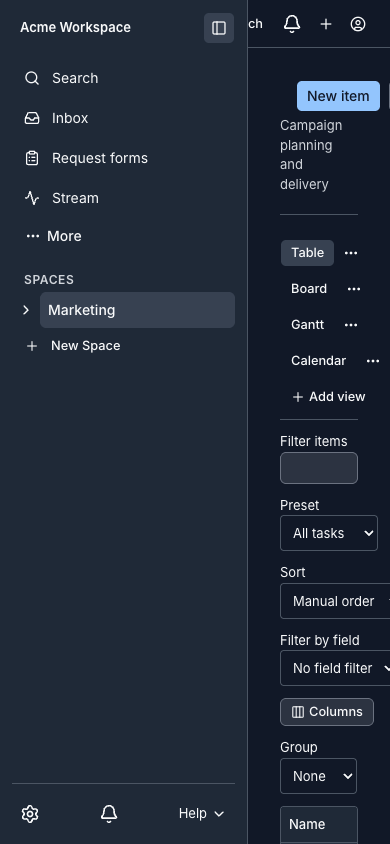 Acme Workspace
Search
Inbox
Request forms
Stream
More
SPACES
Marketing
New Space
Help
ch
New item
Campaign
planning
and
delivery
Table
Board
Gantt
Calendar
Add view
Filter items
Preset
All tasks
Sort
Manual order
Filter by field
No field filter
Columns
Group
None
Name